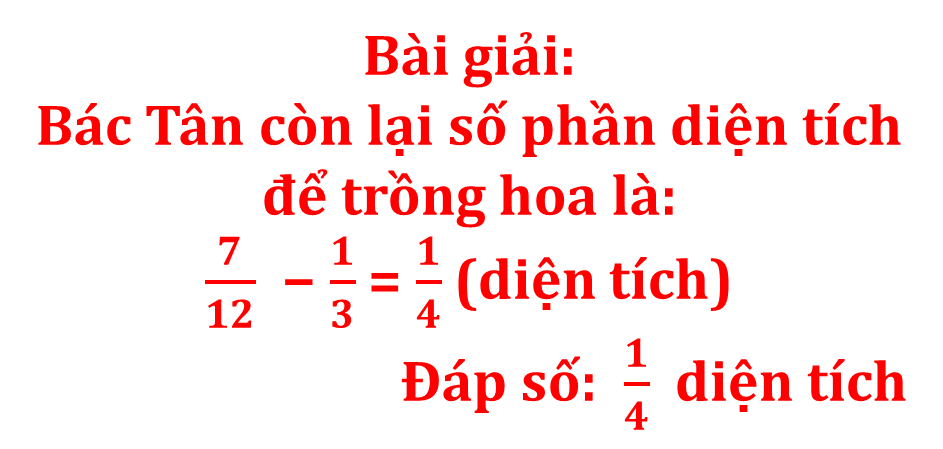 Bài giải:
Bác Tân còn lại số phần diện tích
để trồng hoa là:
7/12 – 1/3 = 1/4 (diện tích)
Đáp số: 1/4 diện tích